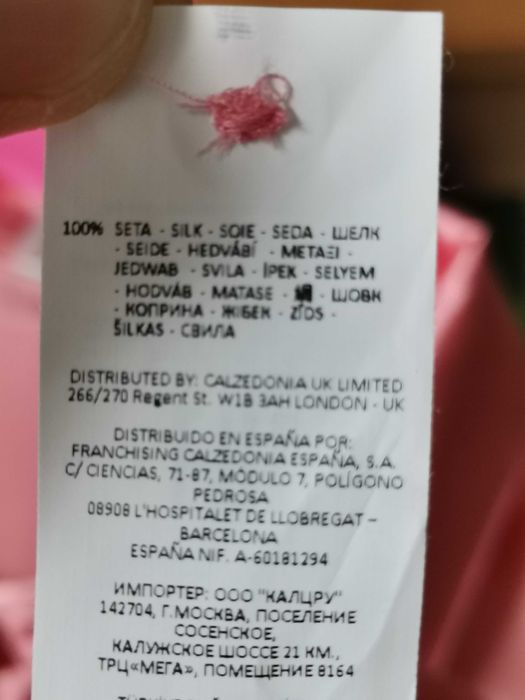 100% SETA - SILK - SOIE - SEDA - ШЕЛК
- SEIDE - HEDVÁBÍ - ΜΕΤΑΞΙ -
JEDWAB - SVILA - İPEK - SELYEM
- HODVÁB - MATASE - - ШОВК
- КОПРИНА - ЖІБЕК - ZĪDS -
ŠILKAS - СВИЛА
DISTRIBUTED BY: CALZEDONIA UK LIMITED
266/270 Regent St. W1B 3AH LONDON - UK
DISTRIBUIDO EN ESPAÑA POR:
FRANCHISING CALZEDONIA ESPAÑA, S.A.
C/ CIENCIAS, 71-87, MÓDULO 7, POLÍGONO
PEDROSA
08908 L'HOSPITALET DE LLOBREGAT –
BARCELONA
ESPAÑA NIF. A-60181294
ИМПОРТЕР: ООО "КАЛЦРУ"
142704, Г.МОСКВА, ПОСЕЛЕНИЕ
СОСЕНСКОЕ,
КАЛУЖСКОЕ ШОССЕ 21 КМ.,
ТРЦ«МЕГА», ПОМЕЩЕНИЕ 8164